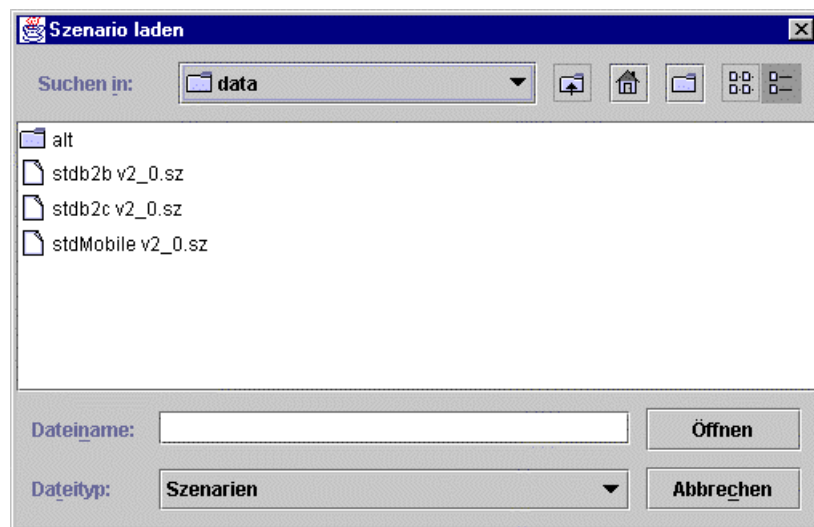 Szenario laden
Suchen in: data
alt
stdb2b v2_0.sz
stdb2c v2_0.sz
stdMobile v2_0.sz
Dateiname: Öffnen
Dateityp: Szenarien Abbrechen